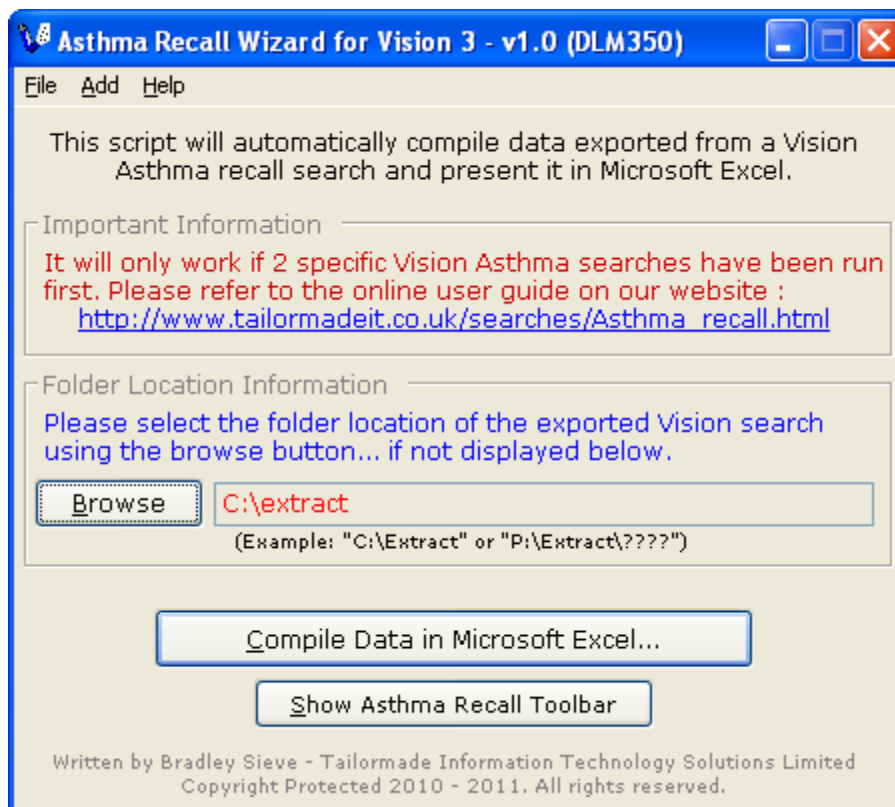 Asthma Recall Wizard for Vision 3 - v1.0 (DLM350)
File Add Help
This script will automatically compile data exported from a Vision
Asthma recall search and present it in Microsoft Excel.
Important Information
It will only work if 2 specific Vision Asthma searches have been run
first. Please refer to the online user guide on our website :
http://www.tailormadeit.co.uk/searches/Asthma_recall.html
Folder Location Information
Please select the folder location of the exported Vision search
using the browse button... if not displayed below.
Browse C:\extract
(Example: "C:\Extract" or "P:\Extract\????")
Compile Data in Microsoft Excel...
Show Asthma Recall Toolbar
Written by Bradley Sieve - Tailormade Information Technology Solutions Limited
Copyright Protected 2010 - 2011. All rights reserved.